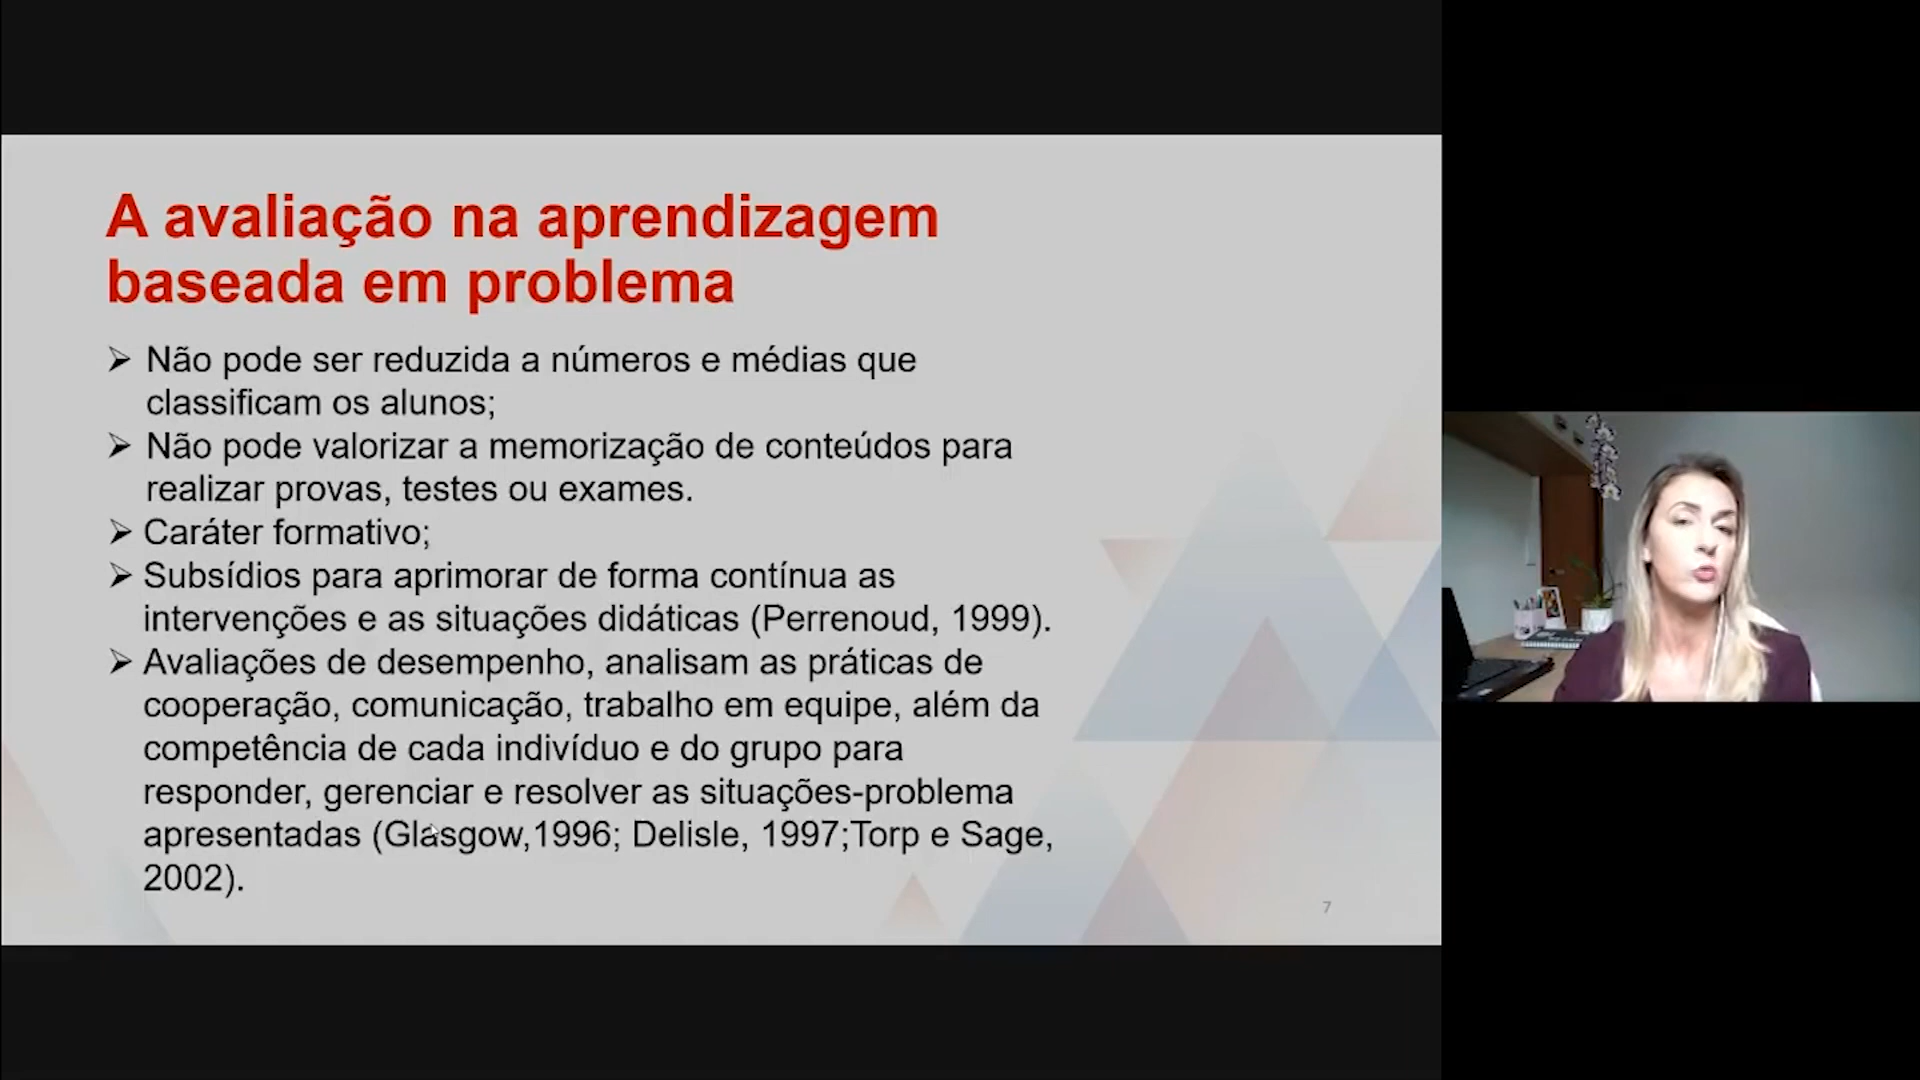 A avaliação na aprendizagem
baseada em problema
➢ Não pode ser reduzida a números e médias que
classificam os alunos;
➢ Não pode valorizar a memorização de conteúdos para
realizar provas, testes ou exames.
➢ Caráter formativo;
➢ Subsídios para aprimorar de forma contínua as
intervenções e as situações didáticas (Perrenoud, 1999).
➢ Avaliações de desempenho, analisam as práticas de
cooperação, comunicação, trabalho em equipe, além da
competência de cada indivíduo e do grupo para
responder, gerenciar e resolver as situações-problema
apresentadas (Glasgow,1996; Delisle, 1997;Torp e Sage,
2002).
7